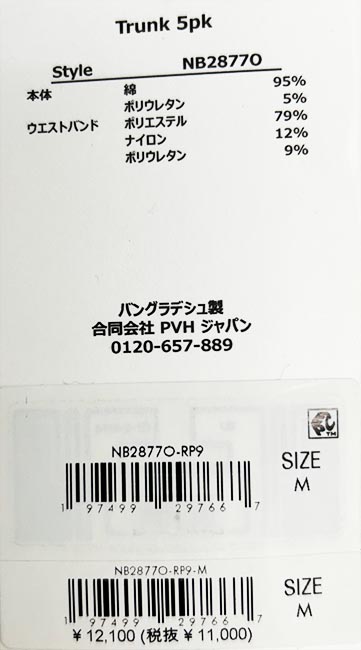 Trunk 5pk
Style NB2877O
本体 綿 95%
ポリウレタン 5%
ウエストバンド ポリエステル 79%
ナイロン 12%
ポリウレタン 9%
バングラデシュ製
合同会社 PVH ジャパン
0120-657-889
NB2877O-RP9
SIZE
M
1 97499 29766 7
NB2877O-RP9-M
SIZE
M
1 97499 29766 7
¥ 12,100 (税抜 ¥ 11,000)